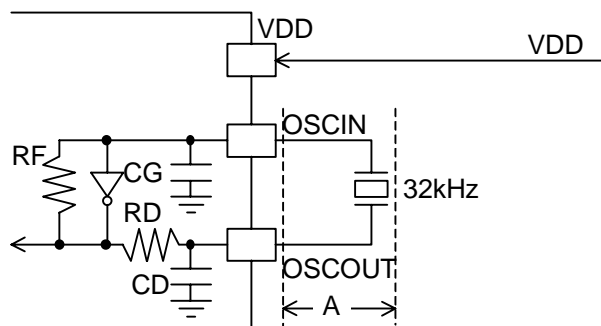 VDD
VDD
OSCIN
RF
CG
32kHz
RD
OSCOUT
CD
A